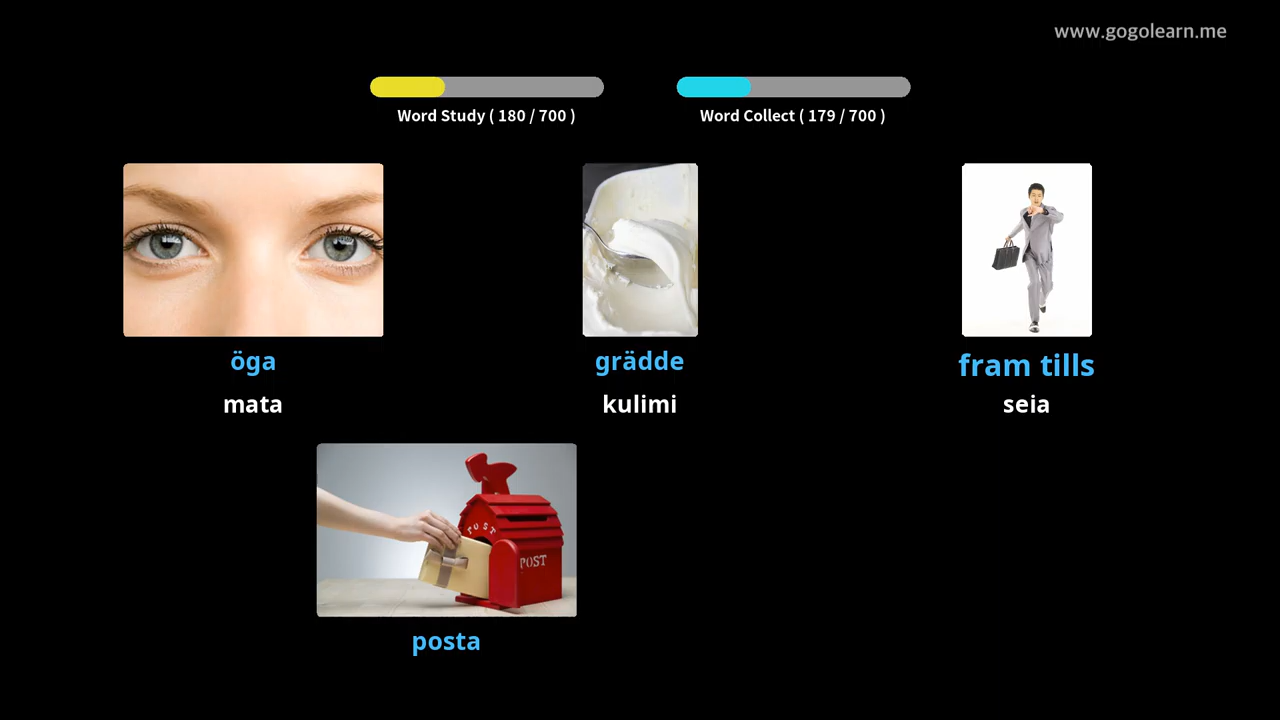 www.gogolearn.me
Word Study ( 180 / 700 )
Word Collect ( 179 / 700 )
öga
grädde
fram tills
mata
kulimi
seia
POST
POST
posta